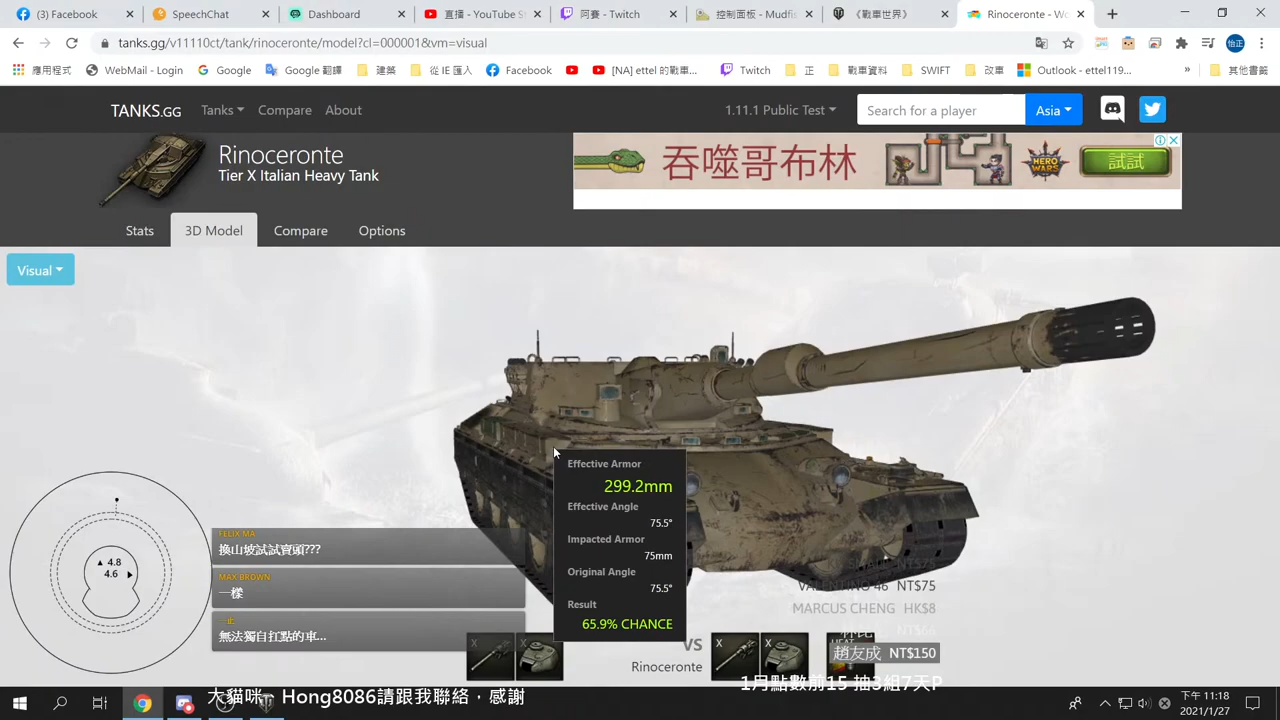 (3) Facebook
SpeechChat
Dashboard
直播 - YouTube S
阿賽 - Twitch
控制面板 - Mudfi
《戰車世界》
Rinoceronte - Wo
tanks.gg/v11110ct/tank/rinoceronte/model?cl=000001&vm=visual
怡正
應用程式
WebMail - Login
Google
Google 翻譯
建築
從 IE 匯入
Facebook
[NA] ettel 的戰車...
Twitch
正
戰車資料
SWIFT
改車
Outlook - ettel119...
»
其他書籤
TANKS.GG
Tanks
Compare
About
1.11.1 Public Test
Search for a player
Asia
Rinoceronte
Tier X Italian Heavy Tank
吞噬哥布林
HERO WARS
試試
Stats
3D Model
Compare
Options
Visual
Effective Armor
299.2mm
Effective Angle
75.5°
Impacted Armor
75mm
Original Angle
75.5°
Result
65.9% CHANCE
4.8
4.6
FELIX MA
換山坡試試賣頭???
MAX BROWN
一樣
一止
無法獨自扛點的車...
VALENTINO 46 NT$75
MARCUS CHENG HK$8
趙友成 NT$150
VS
Rinoceronte
大貓咪、Hong8086請跟我聯絡，感謝
1月點數前15 抽3組7天P
下午 11:18
2021/1/27